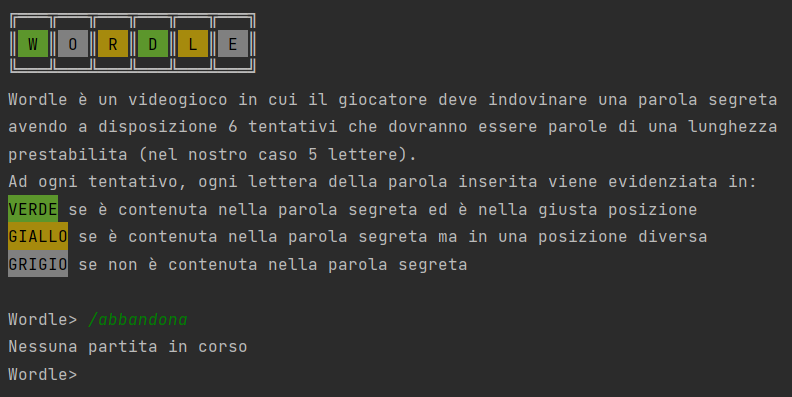 W O R D L E
Wordle è un videogioco in cui il giocatore deve indovinare una parola segreta
avendo a disposizione 6 tentativi che dovranno essere parole di una lunghezza
prestabilita (nel nostro caso 5 lettere).
Ad ogni tentativo, ogni lettera della parola inserita viene evidenziata in:
VERDE se è contenuta nella parola segreta ed è nella giusta posizione
GIALLO se è contenuta nella parola segreta ma in una posizione diversa
GRIGIO se non è contenuta nella parola segreta
Wordle> /abbandona
Nessuna partita in corso
Wordle>